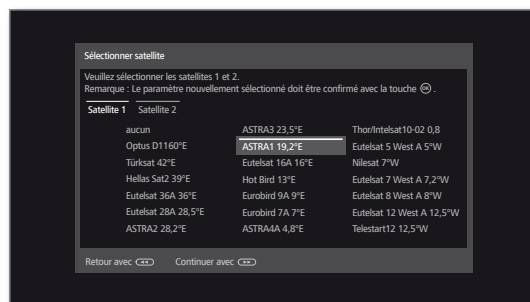 Sélectionner satellite
Veuillez sélectionner les satellites 1 et 2.
Remarque : Le paramètre nouvellement sélectionné doit être confirmé avec la touche OK .
Satellite 1 Satellite 2
aucun ASTRA3 23,5°E Thor/Intelsat10-02 0,8
Optus D1160°E ASTRA1 19,2°E Eutelsat 5 West A 5°W
Türksat 42°E Eutelsat 16A 16°E Nilesat 7°W
Hellas Sat2 39°E Hot Bird 13°E Eutelsat 7 West A 7,2°W
Eutelsat 36A 36°E Eurobird 9A 9°E Eutelsat 8 West A 8°W
Eutelsat 28A 28,5°E Eurobird 7A 7°E Eutelsat 12 West A 12,5°W
ASTRA2 28,2°E ASTRA4A 4,8°E Telestart12 12,5°W
Retour avec Continuer avec